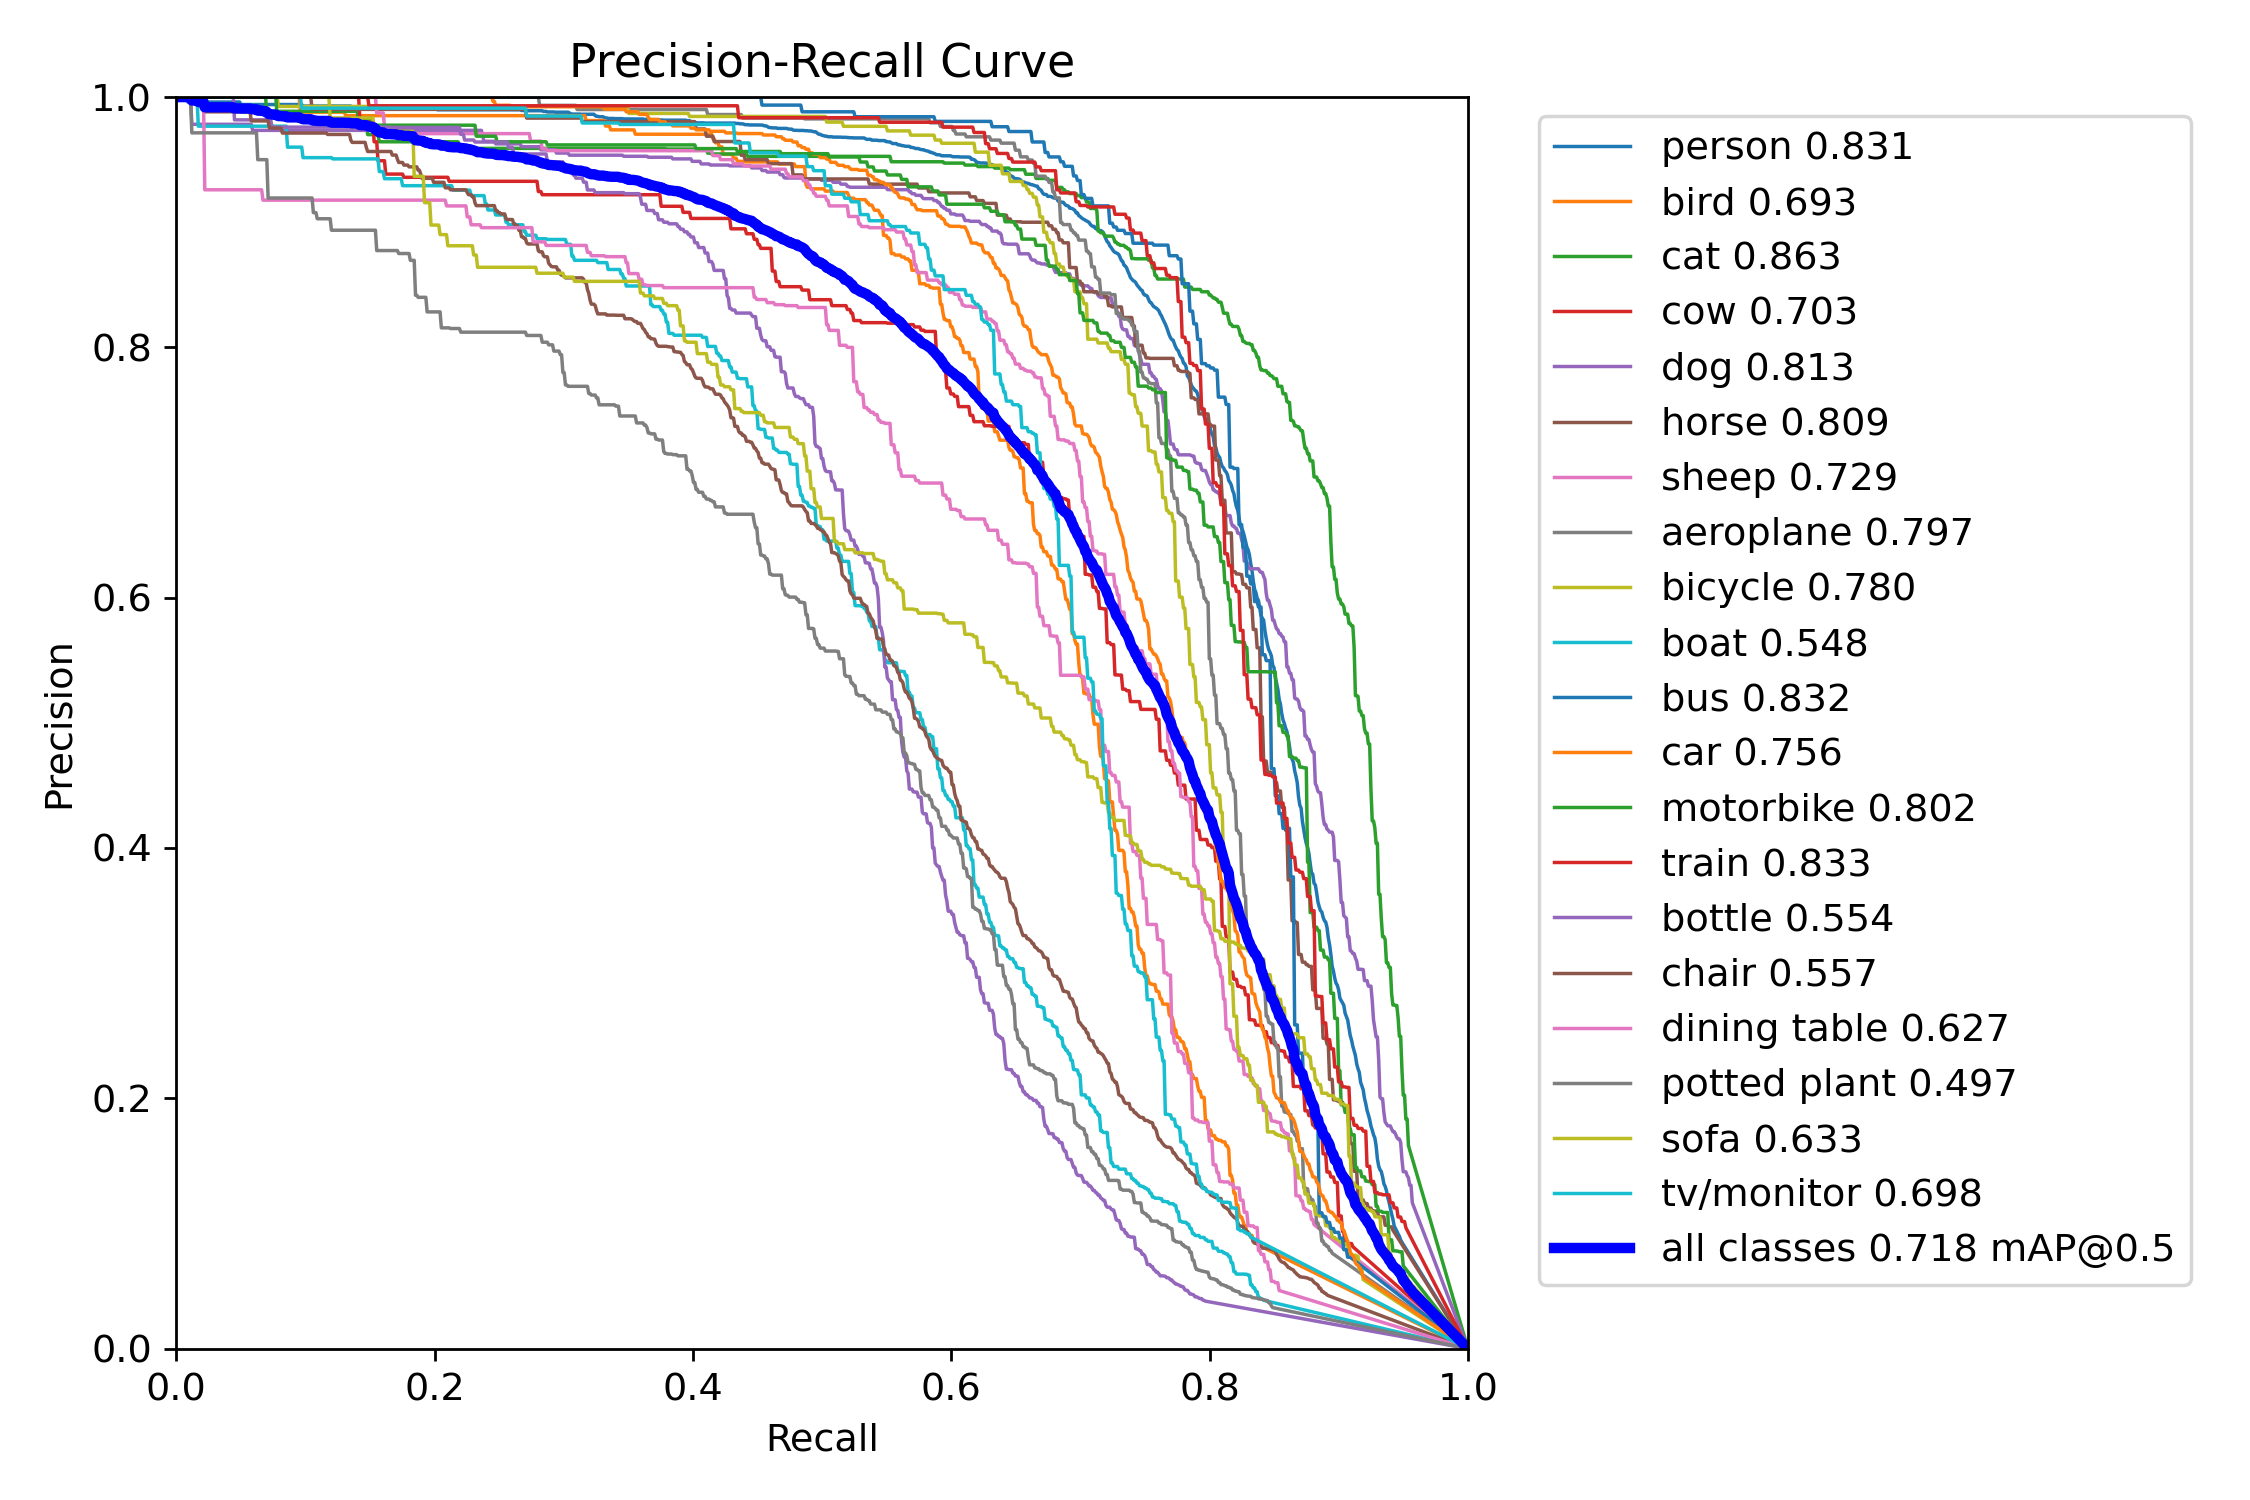 Precision-Recall Curve
1.0
0.8
0.6
0.4
0.2
0.0
Precision
0.0 0.2 0.4 0.6 0.8 1.0
Recall
person 0.831
bird 0.693
cat 0.863
cow 0.703
dog 0.813
horse 0.809
sheep 0.729
aeroplane 0.797
bicycle 0.780
boat 0.548
bus 0.832
car 0.756
motorbike 0.802
train 0.833
bottle 0.554
chair 0.557
dining table 0.627
potted plant 0.497
sofa 0.633
tv/monitor 0.698
all classes 0.718 mAP@0.5